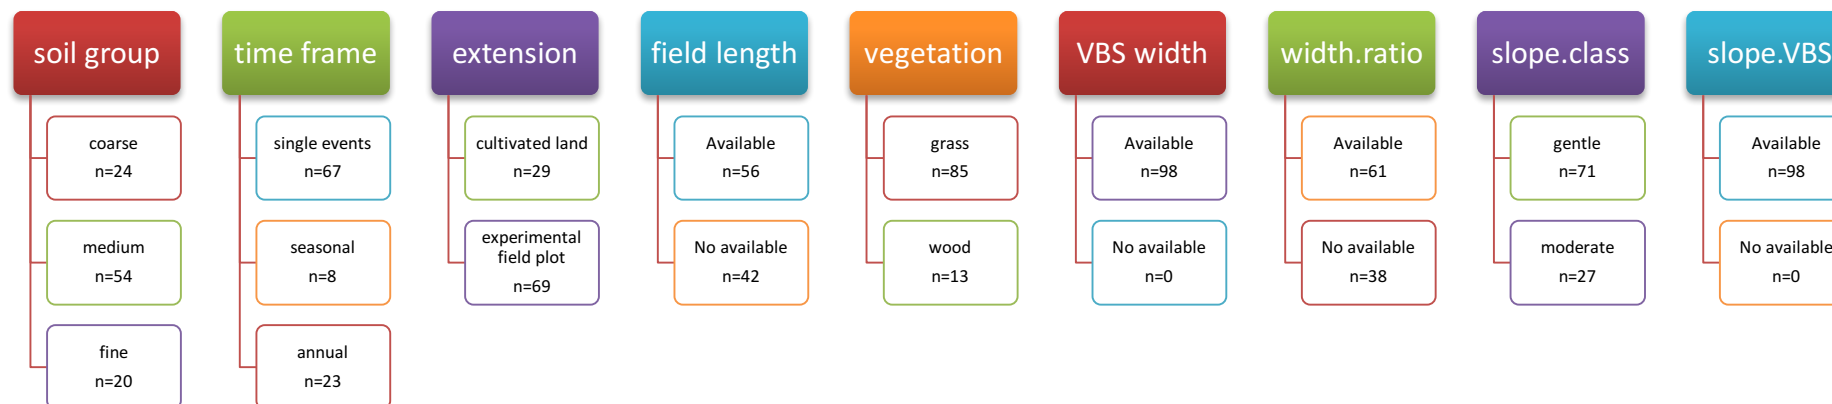 soil group
coarse
n=24
medium
n=54
fine
n=20
time frame
single events
n=67
seasonal
n=8
annual
n=23
extension
cultivated land
n=29
experimental
field plot
n=69
field length
Available
n=56
No available
n=42
vegetation
grass
n=85
wood
n=13
VBS width
Available
n=98
No available
n=0
width.ratio
Available
n=61
No available
n=38
slope.class
gentle
n=71
moderate
n=27
slope.VBS
Available
n=98
No available
n=0